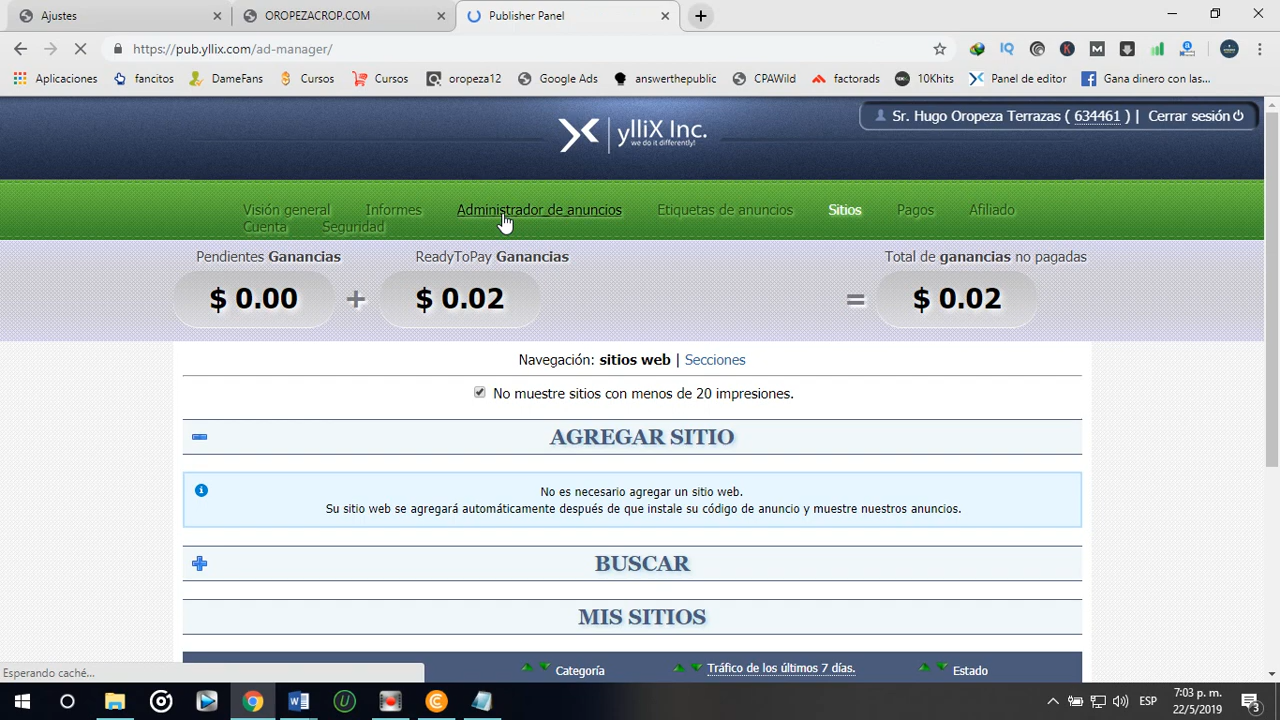 Ajustes
OROPEZACROP.COM
Publisher Panel
https://pub.yllix.com/ad-manager/
Aplicaciones
fancitos
DameFans
Cursos
Cursos
oropeza12
Google Ads
answerthepublic
CPAWild
factorads
10Khits
Panel de editor
Gana dinero con las...
ylliX Inc.
we do it differently!
Sr. Hugo Oropeza Terrazas ( 634461 ) | Cerrar sesión
Visión general
Informes
Administrador de anuncios
Etiquetas de anuncios
Sitios
Pagos
Afiliado
Cuenta
Seguridad
Pendientes Ganancias
ReadyToPay Ganancias
Total de ganancias no pagadas
$ 0.00 + $ 0.02 = $ 0.02
Navegación: sitios web | Secciones
No muestre sitios con menos de 20 impresiones.
AGREGAR SITIO
No es necesario agregar un sitio web.
Su sitio web se agregará automáticamente después de que instale su código de anuncio y muestre nuestros anuncios.
BUSCAR
MIS SITIOS
Categoría
Tráfico de los últimos 7 días.
Estado
Esperando caché...
ESP
7:03 p. m.
22/5/2019
3